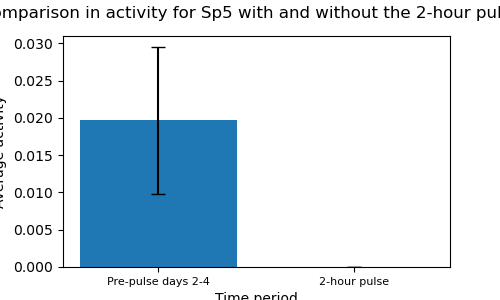 omparison in activity for Sp5 with and without the 2-hour pul
Average activity
0.030
0.025
0.020
0.015
0.010
0.005
0.000
Pre-pulse days 2-4
2-hour pulse
Time period